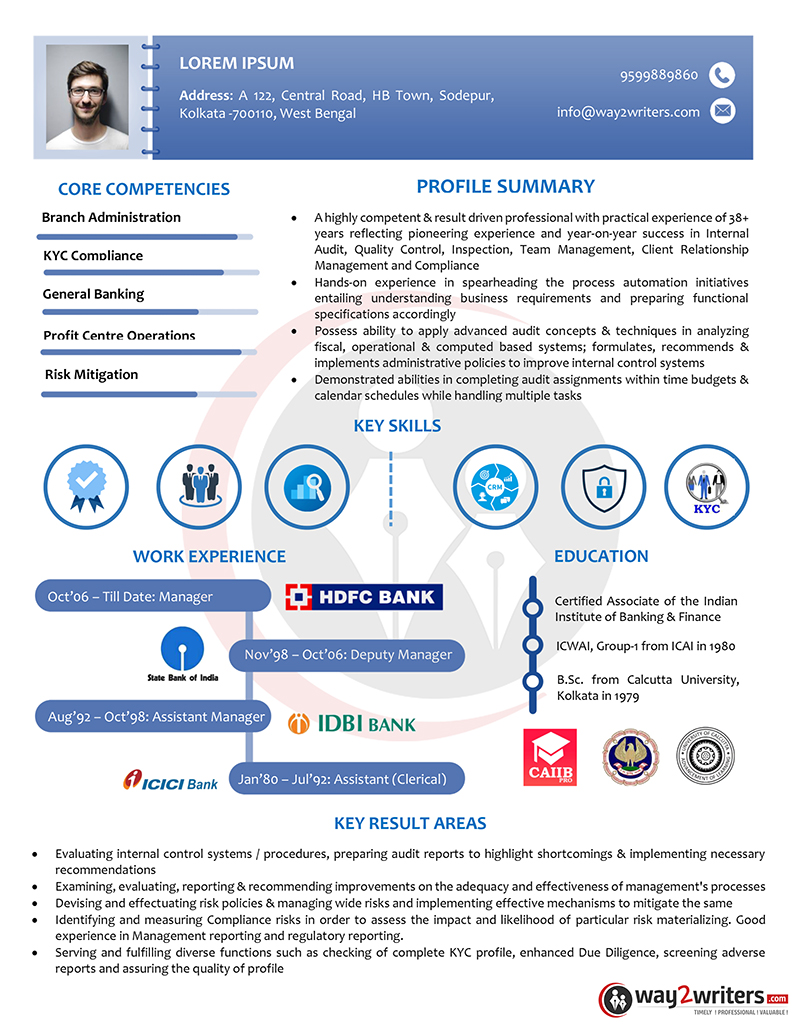 LOREM IPSUM
Address: A 122, Central Road, HB Town, Sodepur,
Kolkata -700110, West Bengal
9599889860
info@way2writers.com
CORE COMPETENCIES
Branch Administration
KYC Compliance
General Banking
Profit Centre Operations
Risk Mitigation
PROFILE SUMMARY
• A highly competent & result driven professional with practical experience of 38+
years reflecting pioneering experience and year-on-year success in Internal
Audit, Quality Control, Inspection, Team Management, Client Relationship
Management and Compliance
• Hands-on experience in spearheading the process automation initiatives
entailing understanding business requirements and preparing functional
specifications accordingly
• Possess ability to apply advanced audit concepts & techniques in analyzing
fiscal, operational & computed based systems; formulates, recommends &
implements administrative policies to improve internal control systems
• Demonstrated abilities in completing audit assignments within time budgets &
calendar schedules while handling multiple tasks
KEY SKILLS
CRM
KYC
WORK EXPERIENCE
Oct'06 – Till Date: Manager
HDFC BANK
State Bank of India
Nov'98 – Oct'06: Deputy Manager
Aug'92 – Oct'98: Assistant Manager
IDBI BANK
ICICI Bank
Jan'80 – Jul'92: Assistant (Clerical)
EDUCATION
Certified Associate of the Indian
Institute of Banking & Finance
ICWAI, Group-1 from ICAI in 1980
B.Sc. from Calcutta University,
Kolkata in 1979
CAIIB
PRO
UNIVERSITY OF CALCUTTA
ADVANCEMENT OF LEARNING
KEY RESULT AREAS
• Evaluating internal control systems / procedures, preparing audit reports to highlight shortcomings & implementing necessary
recommendations
• Examining, evaluating, reporting & recommending improvements on the adequacy and effectiveness of management's processes
• Devising and effectuating risk policies & managing wide risks and implementing effective mechanisms to mitigate the same
• Identifying and measuring Compliance risks in order to assess the impact and likelihood of particular risk materializing. Good
experience in Management reporting and regulatory reporting.
• Serving and fulfilling diverse functions such as checking of complete KYC profile, enhanced Due Diligence, screening adverse
reports and assuring the quality of profile
way2writers.com
TIMELY ! PROFESSIONAL ! VALUABLE !